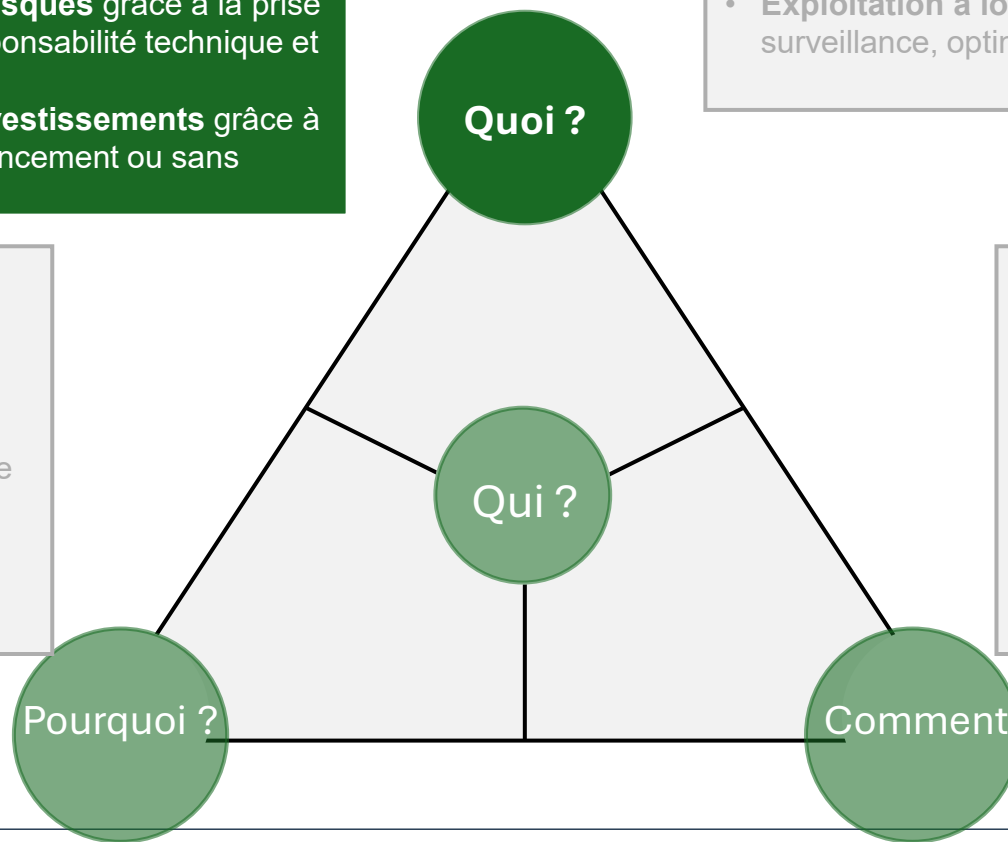 sques grâce à la prise
onsabilité technique et
estissements grâce à
ncement ou sans
• Exploitation à lo
surveillance, optim
Quoi ?
e
Qui ?
Pourquoi ?
Comment